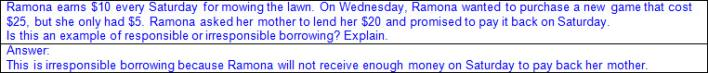 Ramona earns $10 every Saturday for mowing the lawn. On Wednesday, Ramona wanted to purchase a new game that cost
$25, but she only had $5. Ramona asked her mother to lend her $20 and promised to pay it back on Saturday.
Is this an example of responsible or irresponsible borrowing? Explain.
Answer:
This is irresponsible borrowing because Ramona will not receive enough money on Saturday to pay back her mother.